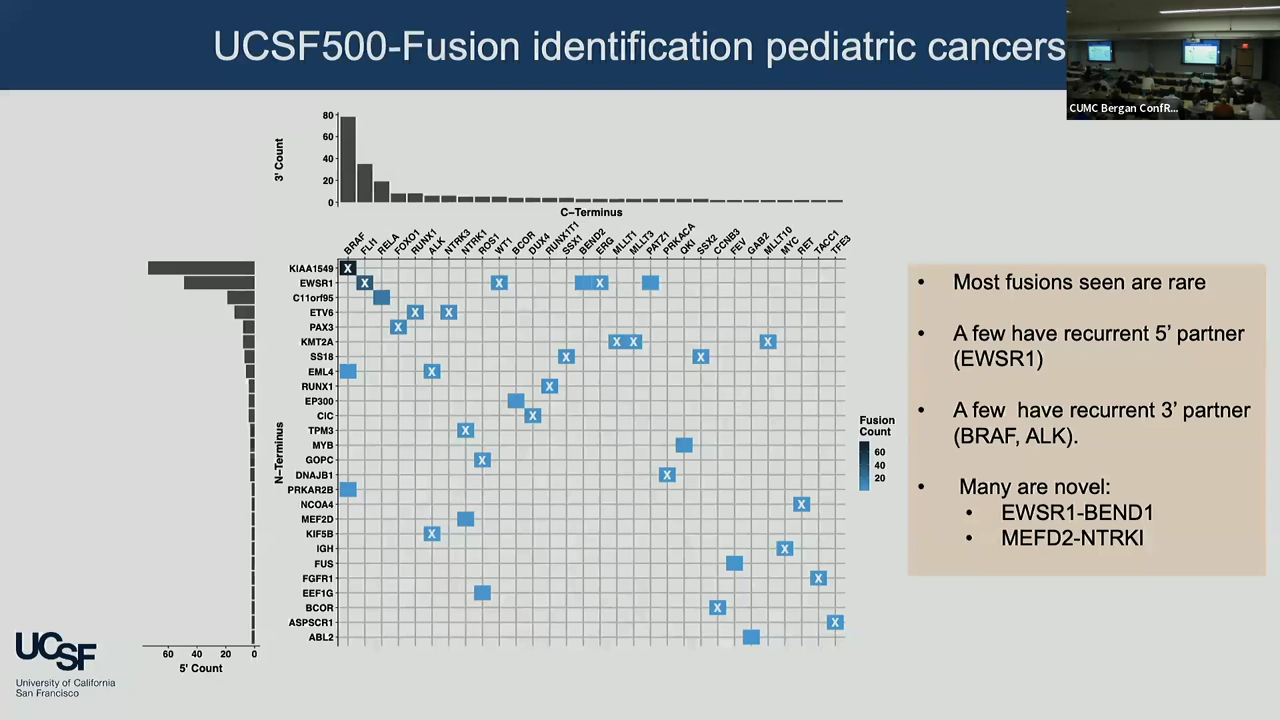 UCSF500-Fusion identification pediatric cancers
CUMC Bergan ConfR...
80
60
40
20
0
3' Count
C-Terminus
BRAF
FLI1
RELA
FOXO1
RUNX1
ALK
NTRK3
NTRK1
ROS1
WT1
BCOR
DUX4
RUNX1T1
SSX1
BEND2
ERG
MLLT1
MLLT3
PATZ1
PRKACA
QKI
SSX2
CCNB3
FEV
GAB2
MLLT10
MYC
RET
TACC1
TFE3
KIAA1549 X
EWSR1 X X X
C11orf95
ETV6 X X
PAX3 X
KMT2A X X X
SS18 X X
EML4 X
RUNX1 X
EP300
CIC X
TPM3 X
MYB
GOPC X
DNAJB1 X
PRKAR2B
NCOA4 X
MEF2D
KIF5B X
IGH X
FUS
FGFR1 X
EEF1G
BCOR X
ASPSCR1 X
ABL2
N-Terminus
60 40 20 0
5' Count
Fusion
Count
60
40
20
• Most fusions seen are rare
• A few have recurrent 5' partner
(EWSR1)
• A few have recurrent 3' partner
(BRAF, ALK).
• Many are novel:
• EWSR1-BEND1
• MEFD2-NTRKI
UCSF
University of California
San Francisco